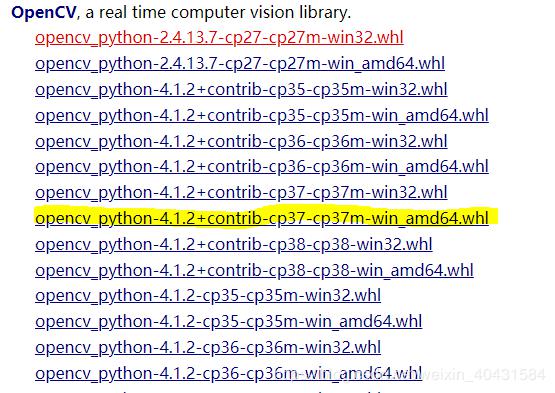 OpenCV, a real time computer vision library.
opencv_python-2.4.13.7-cp27-cp27m-win32.whl
opencv_python-2.4.13.7-cp27-cp27m-win_amd64.whl
opencv_python-4.1.2+contrib-cp35-cp35m-win32.whl
opencv_python-4.1.2+contrib-cp35-cp35m-win_amd64.whl
opencv_python-4.1.2+contrib-cp36-cp36m-win32.whl
opencv_python-4.1.2+contrib-cp36-cp36m-win_amd64.whl
opencv_python-4.1.2+contrib-cp37-cp37m-win32.whl
opencv_python-4.1.2+contrib-cp37-cp37m-win_amd64.whl
opencv_python-4.1.2+contrib-cp38-cp38-win32.whl
opencv_python-4.1.2+contrib-cp38-cp38-win_amd64.whl
opencv_python-4.1.2-cp35-cp35m-win32.whl
opencv_python-4.1.2-cp35-cp35m-win_amd64.whl
opencv_python-4.1.2-cp36-cp36m-win32.whl
opencv_python-4.1.2-cp36-cp36m-win_amd64.whl
weixin_40431584